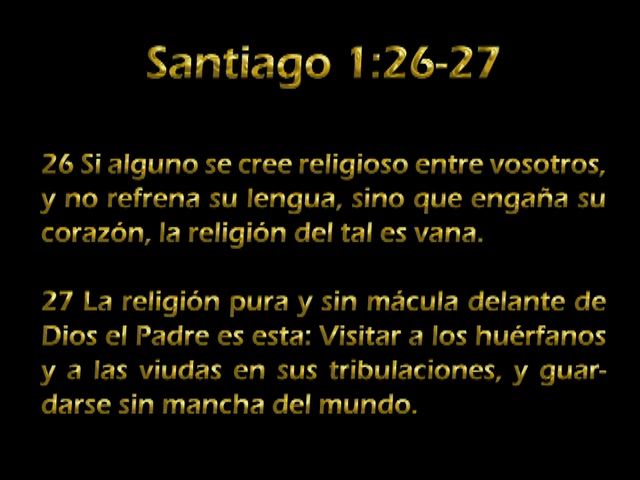 Santiago 1:26-27
26 Si alguno se cree religioso entre vosotros,
y no refrena su lengua, sino que engaña su
corazón, la religión del tal es vana.
27 La religión pura y sin mácula delante de
Dios el Padre es esta: Visitar a los huérfanos
y a las viudas en sus tribulaciones, y guar-
darse sin mancha del mundo.